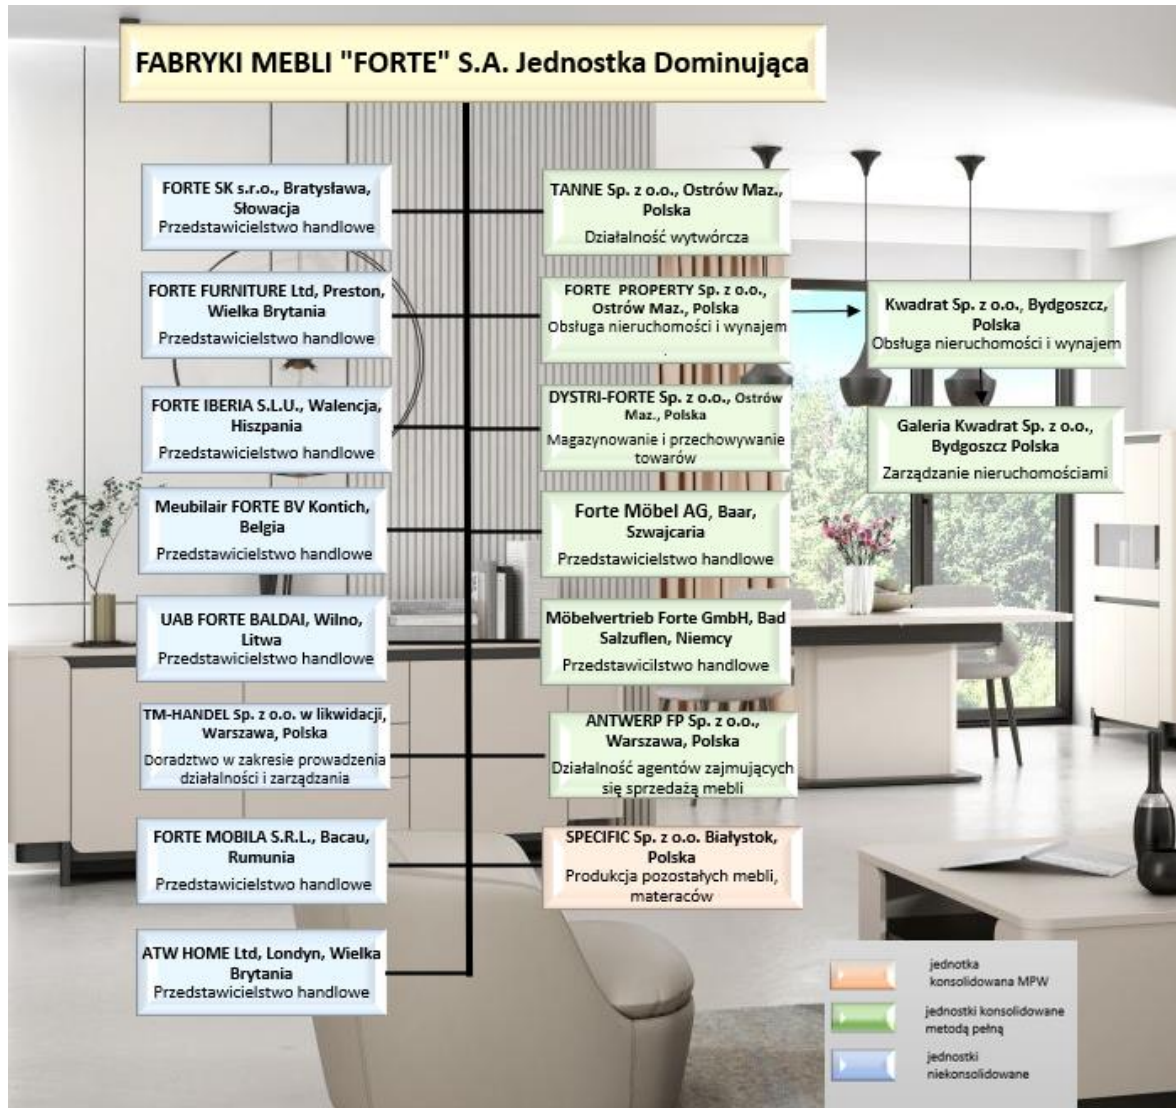 FABRYKI MEBLI "FORTE" S.A. Jednostka Dominująca
FORTE SK s.r.o., Bratysława,
Słowacja
Przedstawicielstwo handlowe
FORTE FURNITURE Ltd, Preston,
Wielka Brytania
Przedstawicielstwo handlowe
FORTE IBERIA S.L.U., Walencja,
Hiszpania
Przedstawicielstwo handlowe
Meubilair FORTE BV Kontich,
Belgia
Przedstawicielstwo handlowe
UAB FORTE BALDAI, Wilno,
Litwa
Przedstawicielstwo handlowe
TM-HANDEL Sp. z o.o. w likwidacji,
Warszawa, Polska
Doradztwo w zakresie prowadzenia
działalności i zarządzania
FORTE MOBILA S.R.L., Bacau,
Rumunia
Przedstawicielstwo handlowe
ATW HOME Ltd, Londyn, Wielka
Brytania
Przedstawicielstwo handlowe
TANNE Sp. z o.o., Ostrów Maz.,
Polska
Działalność wytwórcza
FORTE PROPERTY Sp. z o.o.,
Ostrów Maz., Polska
Obsługa nieruchomości i wynajem
.
DYSTRI-FORTE Sp. z o.o., Ostrów
Maz., Polska
Magazynowanie i przechowywanie
towarów
Forte Möbel AG, Baar,
Szwajcaria
Przedstawicielstwo handlowe
Möbelvertrieb Forte GmbH, Bad
Salzuflen, Niemcy
Przedstawicilstwo handlowe
ANTWERP FP Sp. z o.o.,
Warszawa, Polska
Działalność agentów zajmujących
się sprzedażą mebli
SPECIFIC Sp. z o.o. Białystok,
Polska
Produkcja pozostałych mebli,
materaców
Kwadrat Sp. z o.o., Bydgoszcz,
Polska
Obsługa nieruchomości i wynajem
Galeria Kwadrat Sp. z o.o.,
Bydgoszcz Polska
Zarządzanie nieruchomościami
jednotka
konsolidowana MPW
jednostki konsolidowane
metodą pełną
jednostki
niekonsolidowane